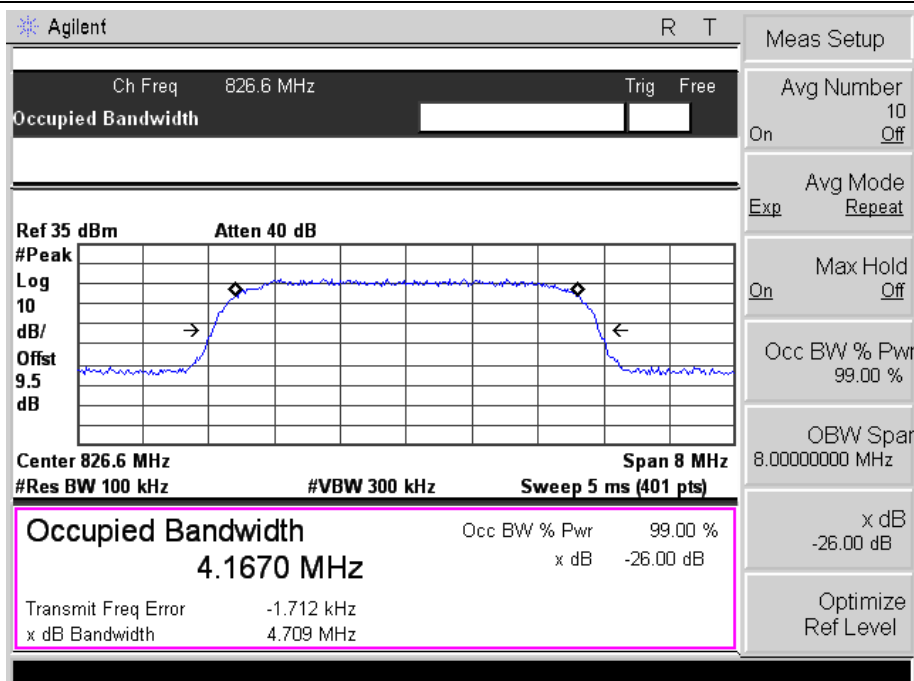 Agilent R T
Ch Freq 826.6 MHz Trig Free
Occupied Bandwidth
Ref 35 dBm Atten 40 dB
#Peak
Log
10
dB/
Offst
9.5
dB
Center 826.6 MHz Span 8 MHz
#Res BW 100 kHz #VBW 300 kHz Sweep 5 ms (401 pts)
Occupied Bandwidth Occ BW % Pwr 99.00 %
4.1670 MHz x dB -26.00 dB
Transmit Freq Error -1.712 kHz
x dB Bandwidth 4.709 MHz
Meas Setup
Avg Number
10
On Off
Avg Mode
Exp Repeat
Max Hold
On Off
Occ BW % Pwr
99.00 %
OBW Span
8.00000000 MHz
x dB
-26.00 dB
Optimize
Ref Level